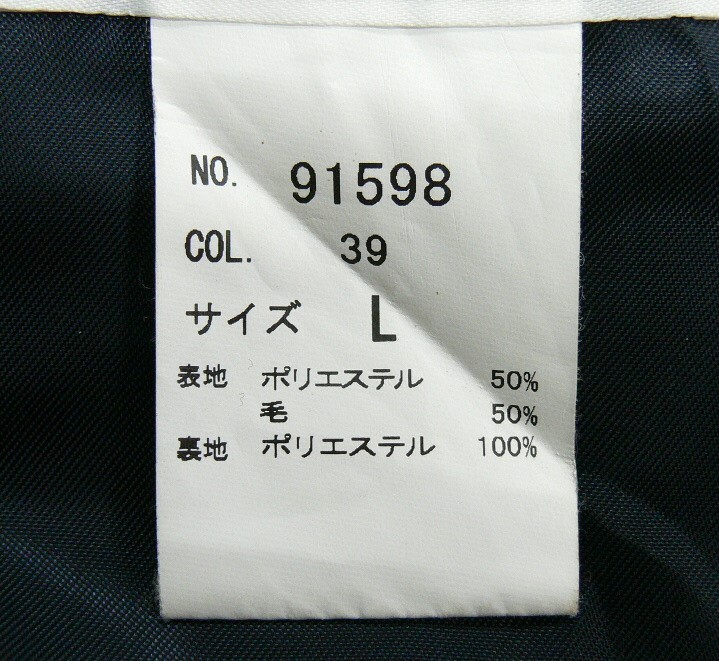 NO. 91598
COL. 39
サイズ L
表地 ポリエステル 50%
毛 50%
裏地 ポリエステル 100%